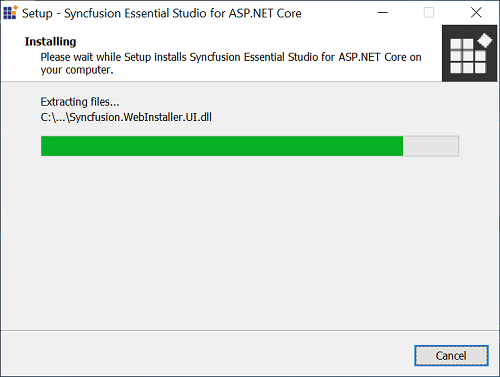 Setup - Syncfusion Essential Studio for ASP.NET Core
Installing
Please wait while Setup installs Syncfusion Essential Studio for ASP.NET Core on
your computer.
Extracting files...
C:\...\Syncfusion.WebInstaller.UI.dll
Cancel